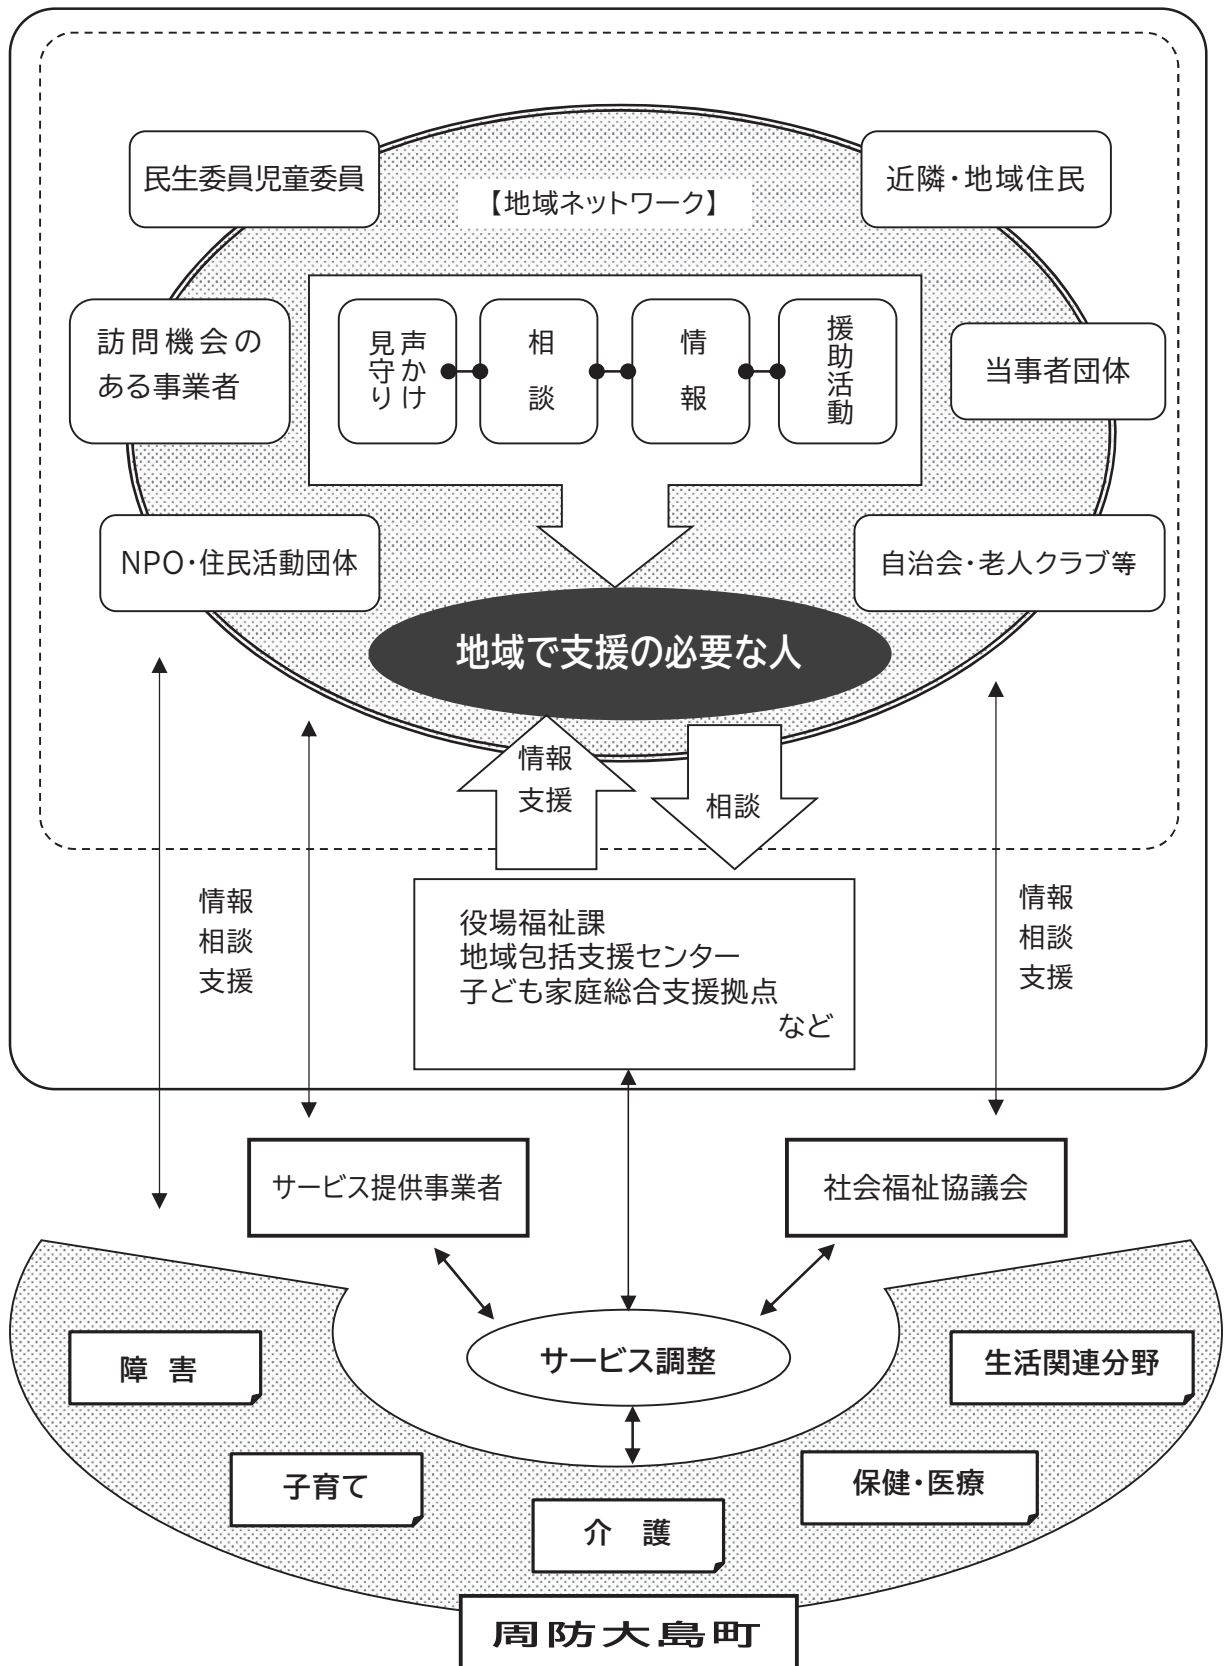 民生委員児童委員
近隣・地域住民
【地域ネットワーク】
訪問機会の
ある事業者
声かけ
見守り
相談
情報
援助活動
当事者団体
NPO・住民活動団体
自治会・老人クラブ等
地域で支援の必要な人
情報
支援
相談
情報
相談
支援
役場福祉課
地域包括支援センター
子ども家庭総合支援拠点
など
情報
相談
支援
サービス提供事業者
社会福祉協議会
サービス調整
障 害
生活関連分野
子育て
保健・医療
介 護
周防大島町